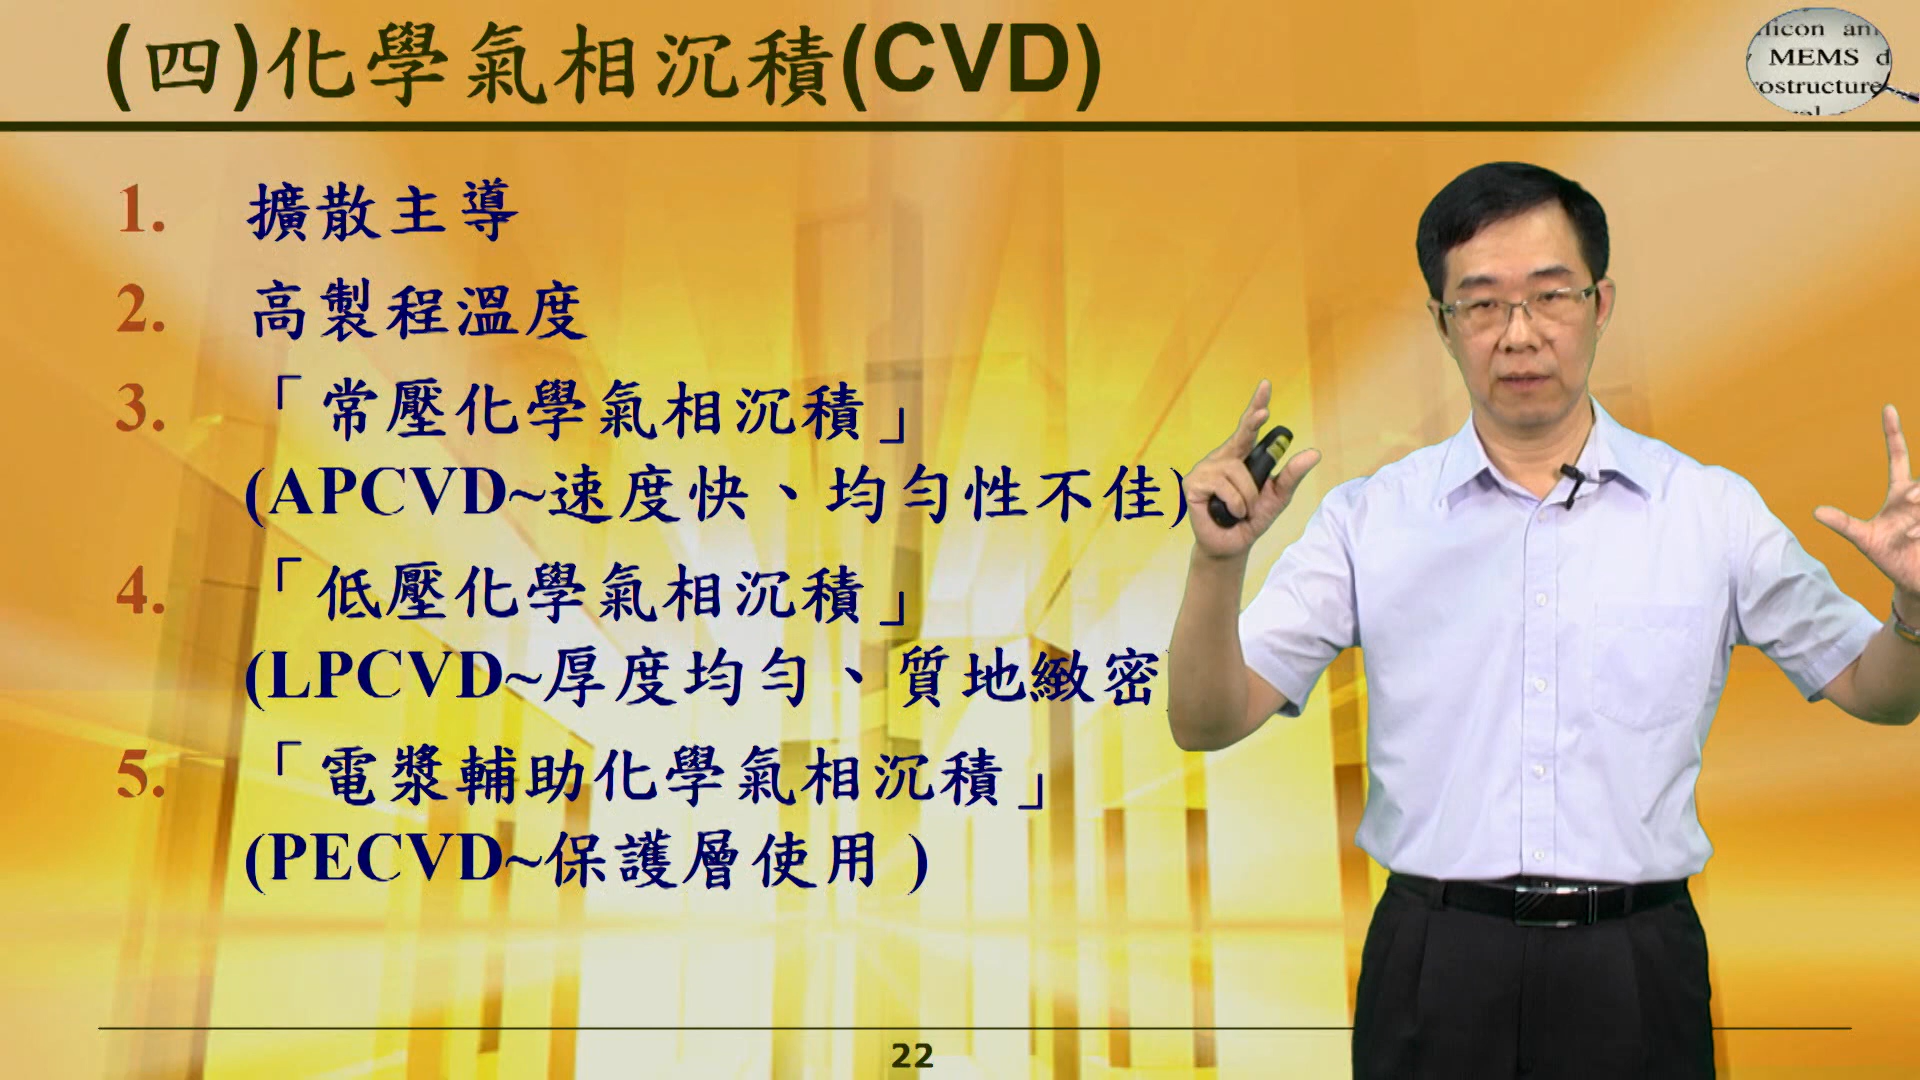 (四)化學氣相沉積(CVD)
licon an
MEMS d
ostructure
1. 擴散主導
2. 高製程溫度
3. 「常壓化學氣相沉積」
(APCVD~速度快、均勻性不佳)
4. 「低壓化學氣相沉積」
(LPCVD~厚度均勻、質地緻密)
5. 「電漿輔助化學氣相沉積」
(PECVD~保護層使用)
22